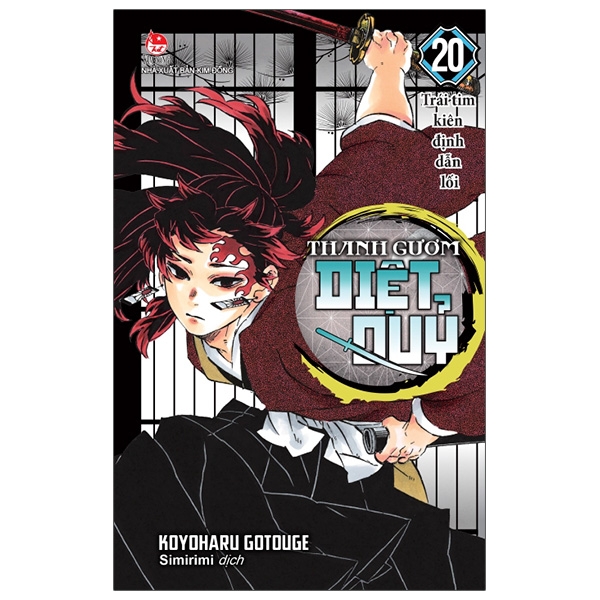 NHÀ XUẤT BẢN KIM ĐỒNG
20
Trái tim
kiên
định
dẫn
lối
THANH GƯƠM
DIỆT
QUỶ
KOYOHARU GOTOUGE
Simirimi dịch